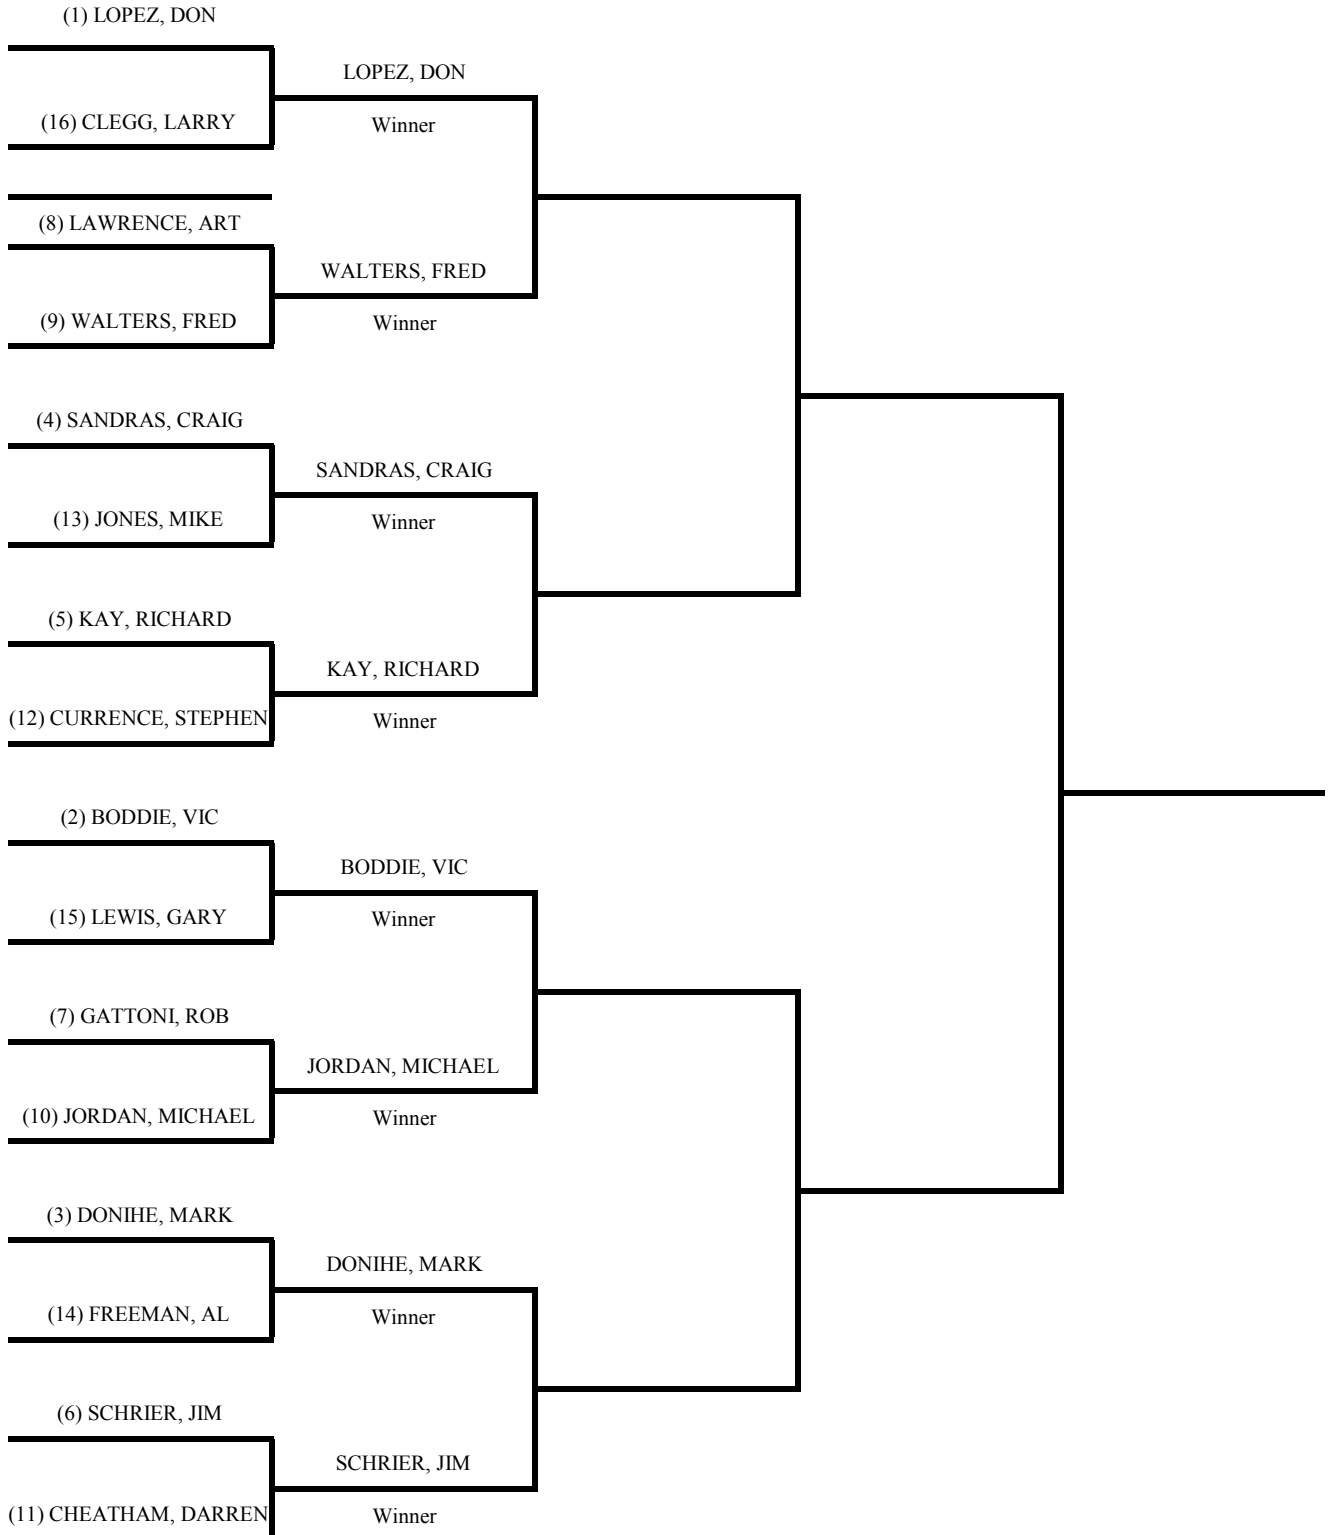 (1) LOPEZ, DON
LOPEZ, DON
(16) CLEGG, LARRY
Winner
(8) LAWRENCE, ART
WALTERS, FRED
(9) WALTERS, FRED
Winner
(4) SANDRAS, CRAIG
SANDRAS, CRAIG
(13) JONES, MIKE
Winner
(5) KAY, RICHARD
KAY, RICHARD
(12) CURRENCE, STEPHEN
Winner
(2) BODDIE, VIC
BODDIE, VIC
(15) LEWIS, GARY
Winner
(7) GATTONI, ROB
JORDAN, MICHAEL
(10) JORDAN, MICHAEL
Winner
(3) DONIHE, MARK
DONIHE, MARK
(14) FREEMAN, AL
Winner
(6) SCHRIER, JIM
SCHRIER, JIM
(11) CHEATHAM, DARREN
Winner